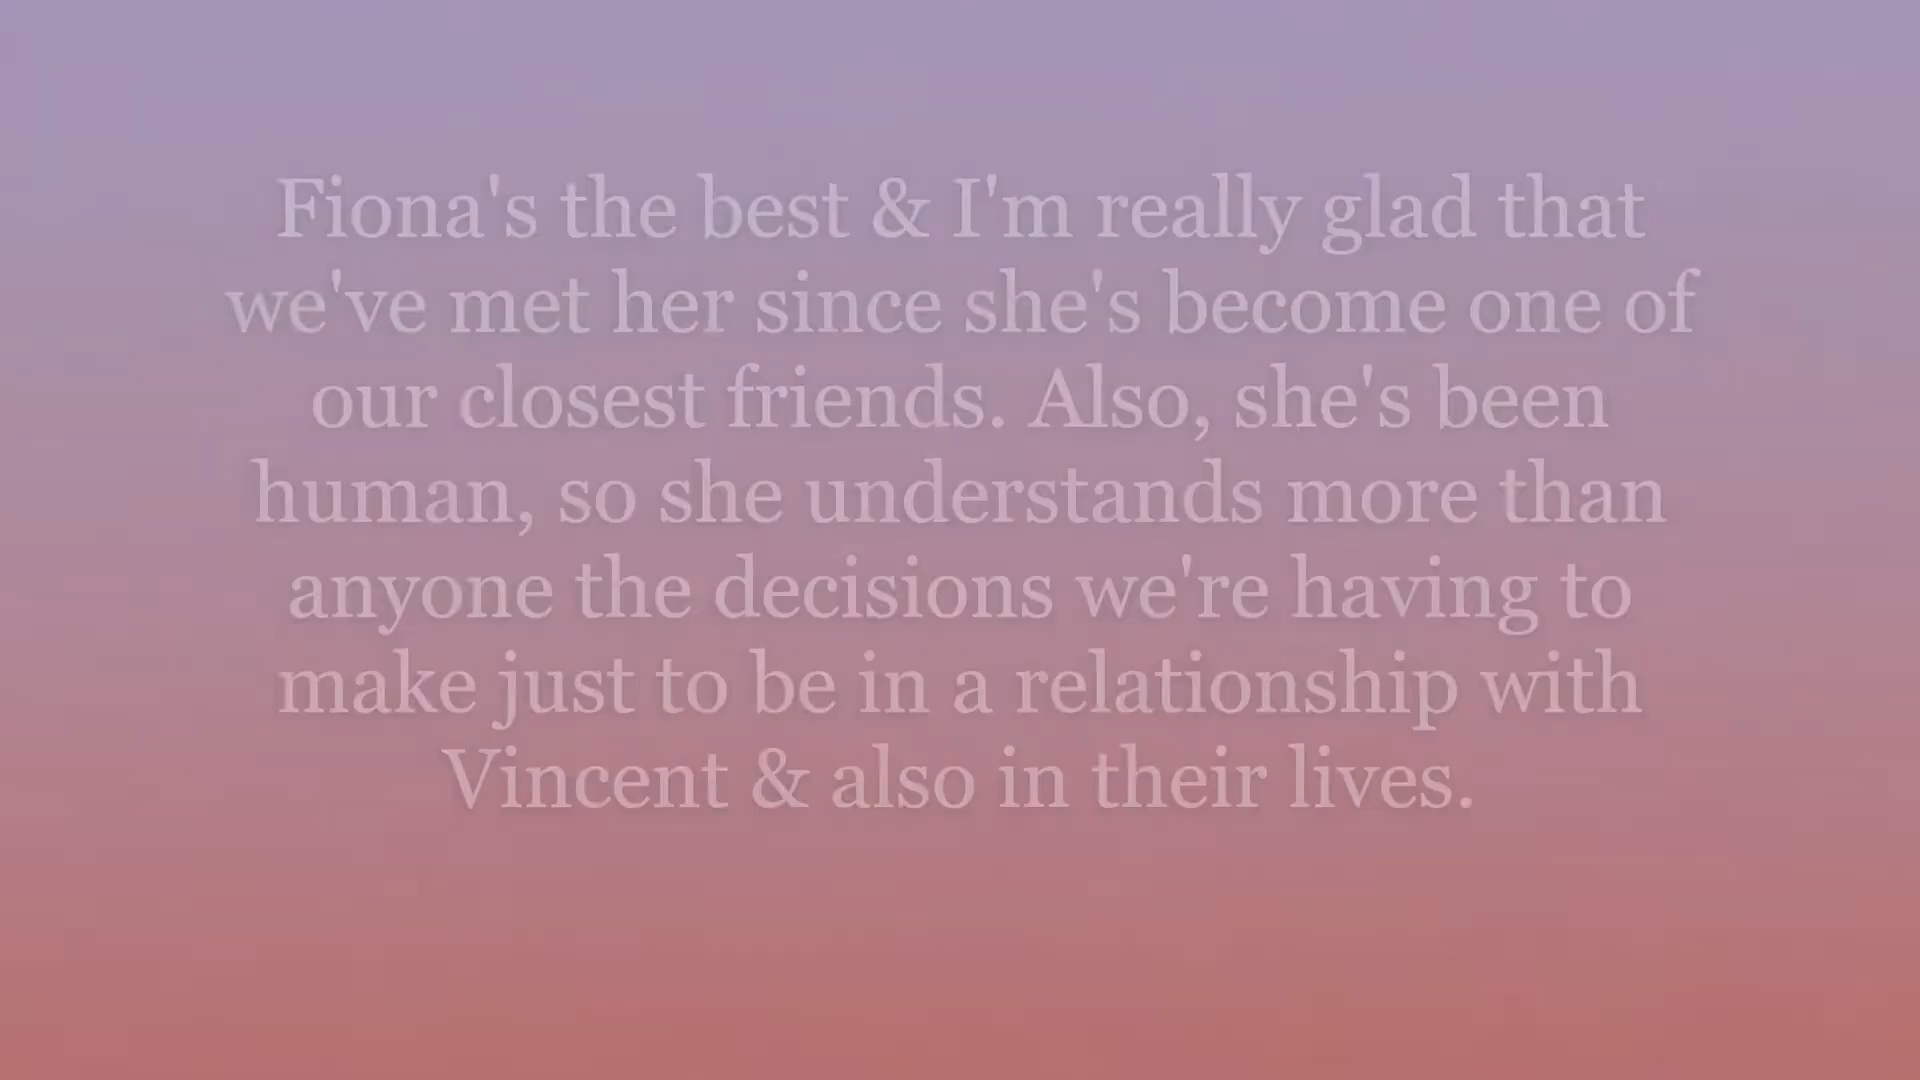 Fiona's the best & I'm really glad that
we've met her since she's become one of
our closest friends. Also, she's been
human, so she understands more than
anyone the decisions we're having to
make just to be in a relationship with
Vincent & also in their lives.